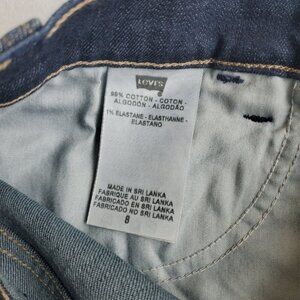 Levi's
99% COTTON - COTON -
ALGODON - ALGODÃO
1% ELASTANE - ELASTHANNE -
ELASTANO
MADE IN SRI LANKA
FABRIQUE AU SRI LANKA
FABRICADO EN SRI LANKA
FABRICADO NO SRI LANKA
8